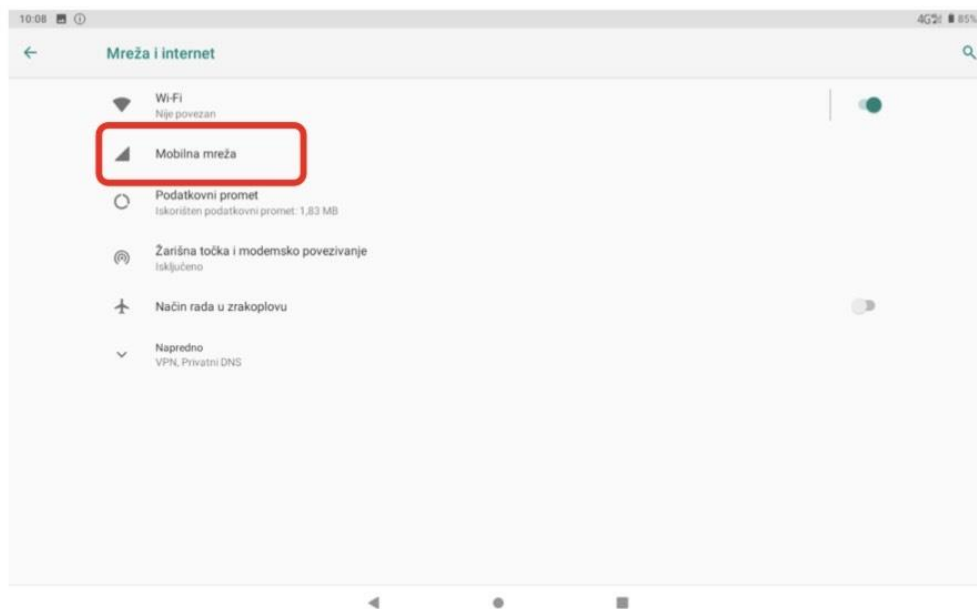 10:08 4G 85%
Mreža i internet
Wi-Fi
Nije povezan
Mobilna mreža
Podatkovni promet
Iskorišten podatkovni promet: 1,83 MB
Žarišna točka i modemsko povezivanje
Isključeno
Način rada u zrakoplovu
Napredno
VPN, Privatni DNS